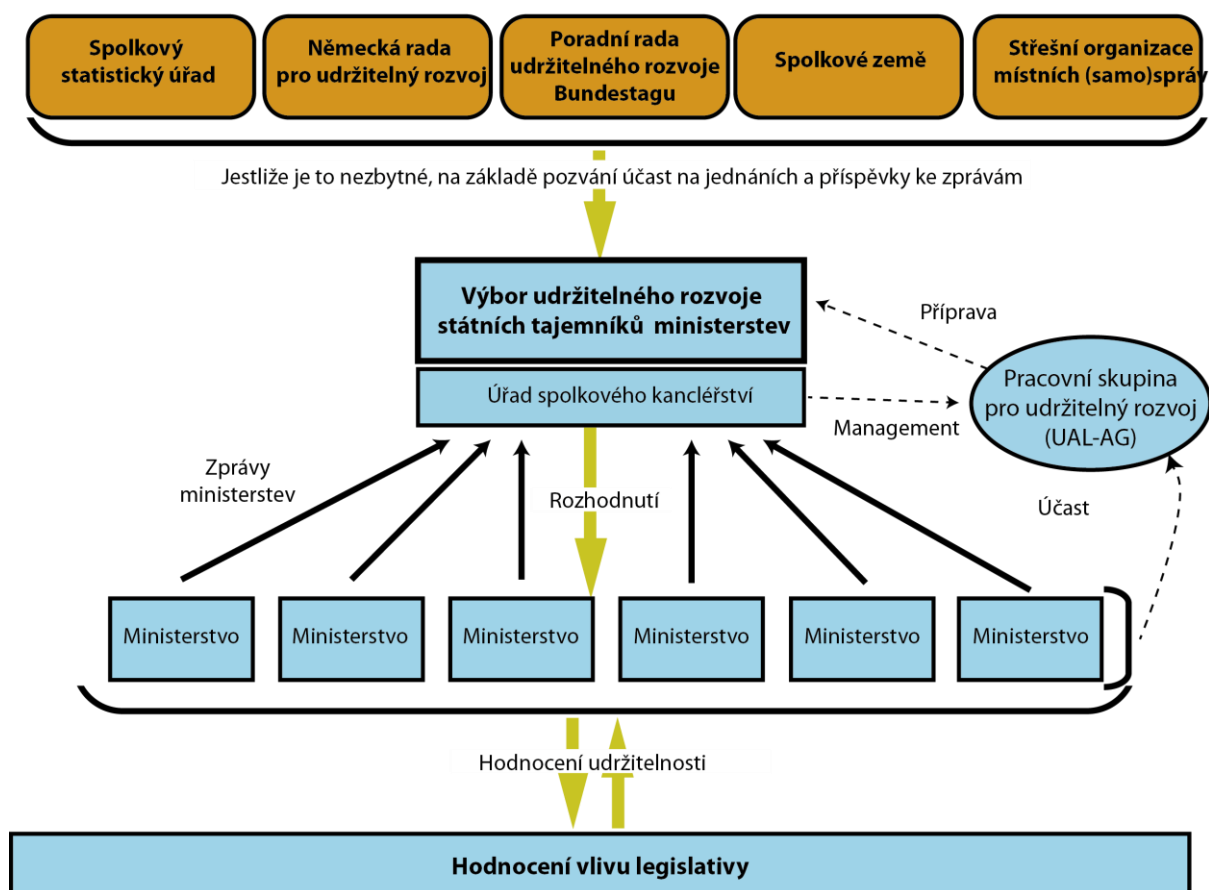 Spolkový
statistický úřad
Německá rada
pro udržitelný rozvoj
Poradní rada
udržitelného rozvoje
Bundestagu
Spolkové země
Střešní organizace
místních (samo)správ
Jestliže je to nezbytné, na základě pozvání účast na jednáních a příspěvky ke zprávám
Výbor udržitelného rozvoje
státních tajemníků ministerstev
Příprava
Úřad spolkového kancléřství
Pracovní skupina
pro udržitelný rozvoj
(UAL-AG)
Management
Zprávy
ministerstev
Rozhodnutí
Účast
Ministerstvo
Ministerstvo
Ministerstvo
Ministerstvo
Ministerstvo
Ministerstvo
Hodnocení udržitelnosti
Hodnocení vlivu legislativy